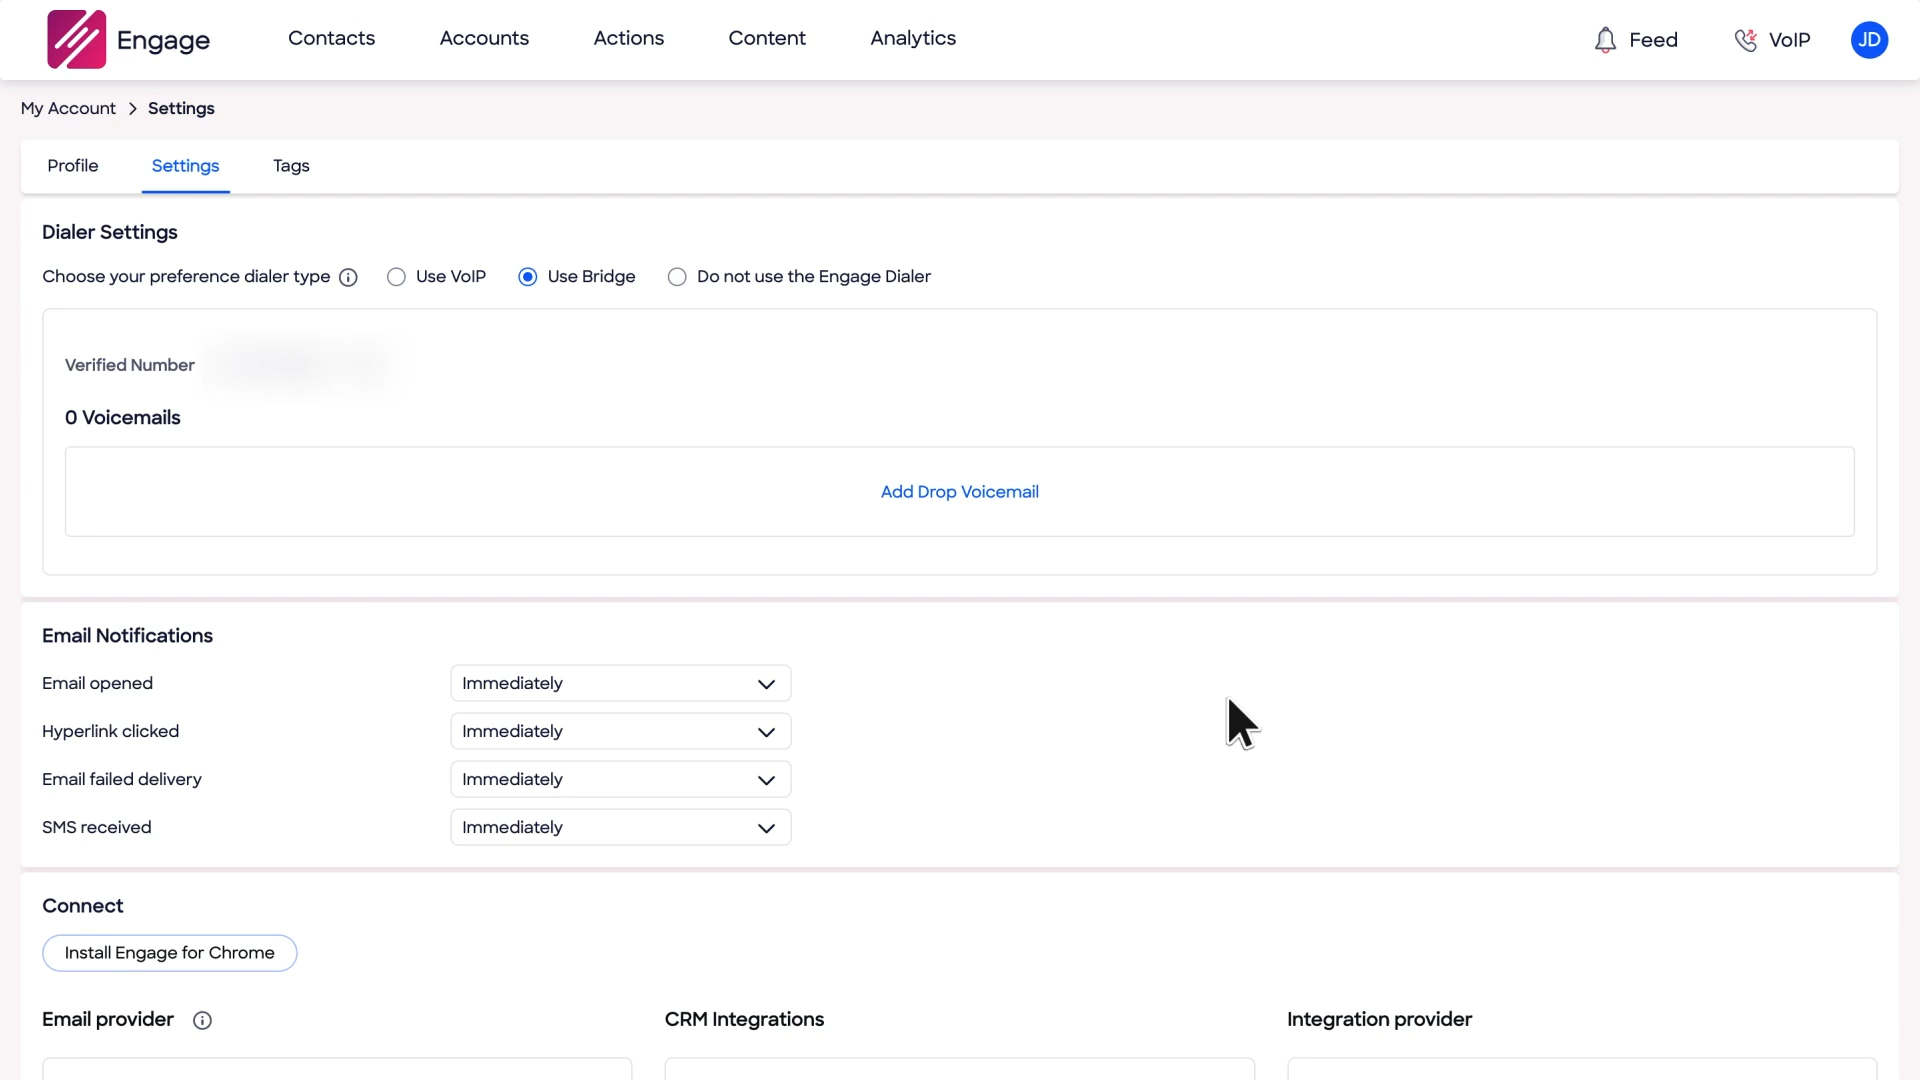 Engage
Contacts
Accounts
Actions
Content
Analytics
Feed
VoIP
JD
My Account > Settings
Profile
Settings
Tags
Dialer Settings
Choose your preference dialer type
Use VoIP
Use Bridge
Do not use the Engage Dialer
Verified Number
0 Voicemails
Add Drop Voicemail
Email Notifications
Email opened
Immediately
Hyperlink clicked
Immediately
Email failed delivery
Immediately
SMS received
Immediately
Connect
Install Engage for Chrome
Email provider
CRM Integrations
Integration provider